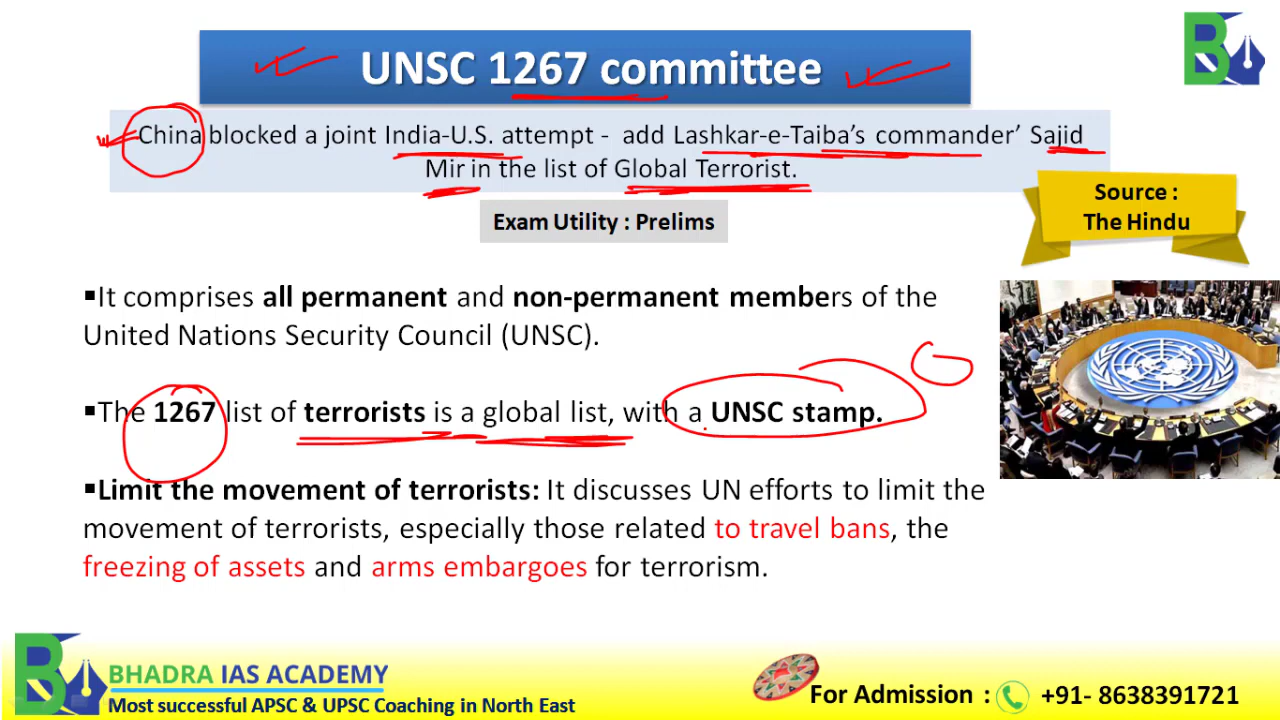 UNSC 1267 committee
China blocked a joint India-U.S. attempt - add Lashkar-e-Taiba's commander' Sajid
Mir in the list of Global Terrorist.
Source :
The Hindu
Exam Utility : Prelims
▪It comprises all permanent and non-permanent members of the
United Nations Security Council (UNSC).
▪The 1267 list of terrorists is a global list, with a UNSC stamp.
▪Limit the movement of terrorists: It discusses UN efforts to limit the
movement of terrorists, especially those related to travel bans, the
freezing of assets and arms embargoes for terrorism.
BHADRA IAS ACADEMY
Most successful APSC & UPSC Coaching in North East
For Admission : +91- 8638391721